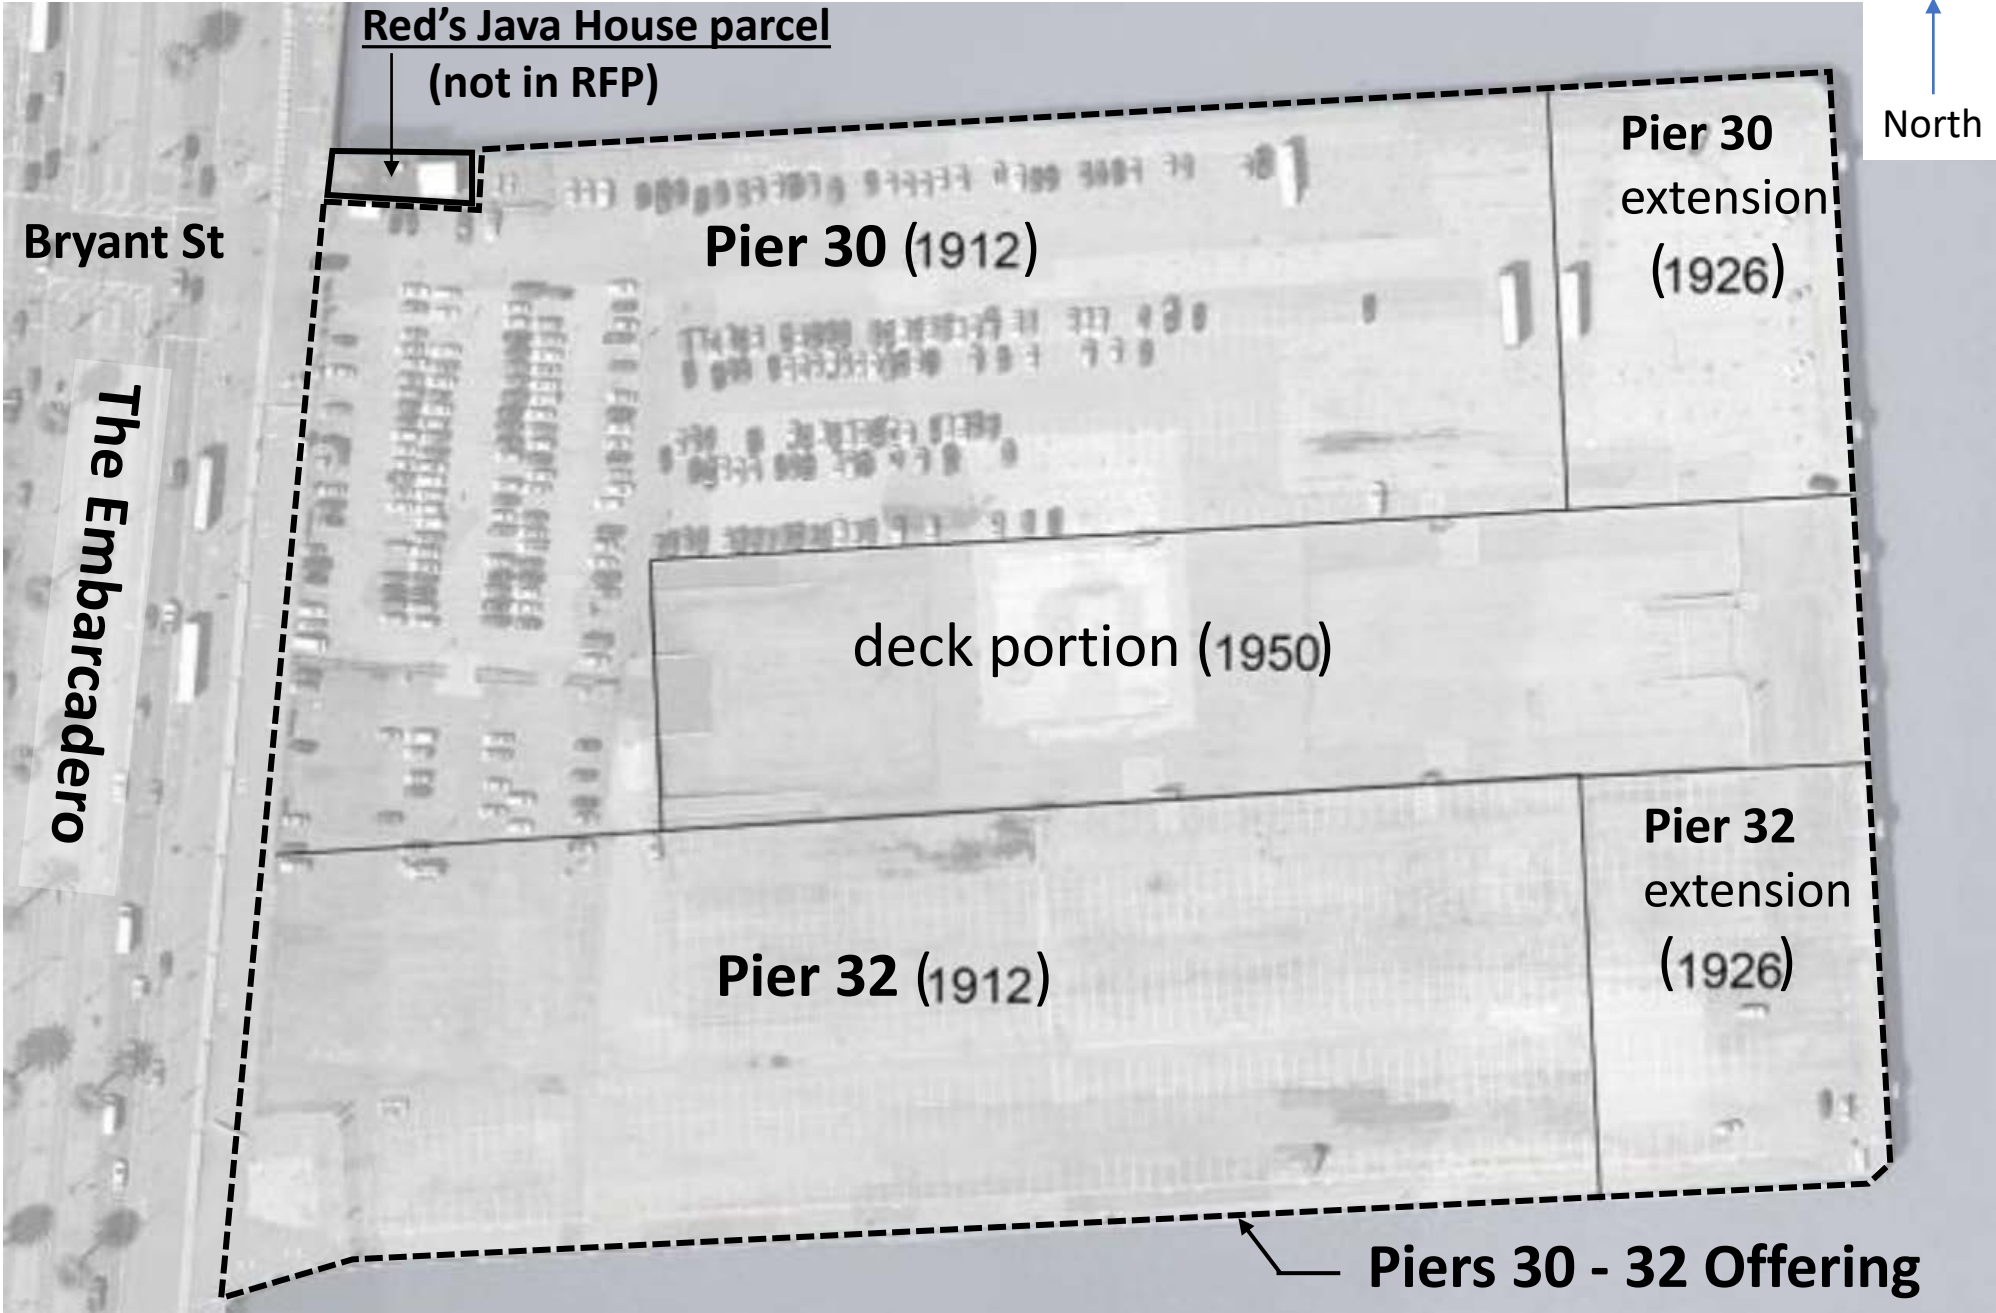 Red's Java House parcel
(not in RFP)
North
Pier 30
extension
(1926)
Bryant St
Pier 30 (1912)
The Embarcadero
deck portion (1950)
Pier 32
extension
(1926)
Pier 32 (1912)
Piers 30 - 32 Offering